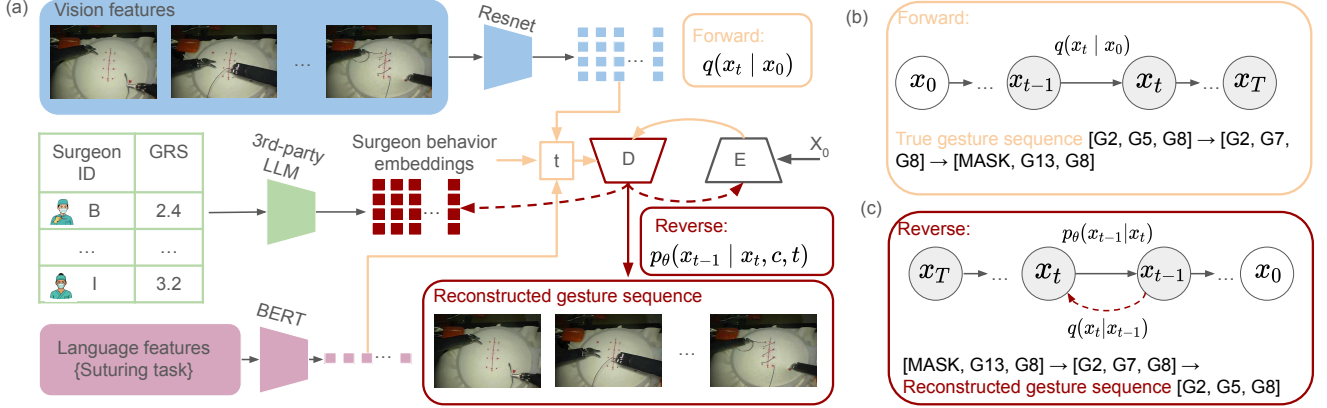 (a)
Vision features
...
Resnet
...
Forward:
q(x_t | x_0)
Surgeon ID
GRS
B
2.4
...
...
I
3.2
3rd-party LLM
Surgeon behavior
embeddings
...
t
D
E
X_0
Reverse:
p_θ(x_{t-1} | x_t, c, t)
Language features
{Suturing task}
BERT
...
Reconstructed gesture sequence
...
(b)
Forward:
q(x_t | x_0)
x_0
...
x_{t-1}
x_t
...
x_T
True gesture sequence [G2, G5, G8] → [G2, G7,
G8] → [MASK, G13, G8]
(c)
Reverse:
p_θ(x_{t-1}|x_t)
x_T
...
x_t
x_{t-1}
...
x_0
q(x_t|x_{t-1})
[MASK, G13, G8] → [G2, G7, G8] →
Reconstructed gesture sequence [G2, G5, G8]